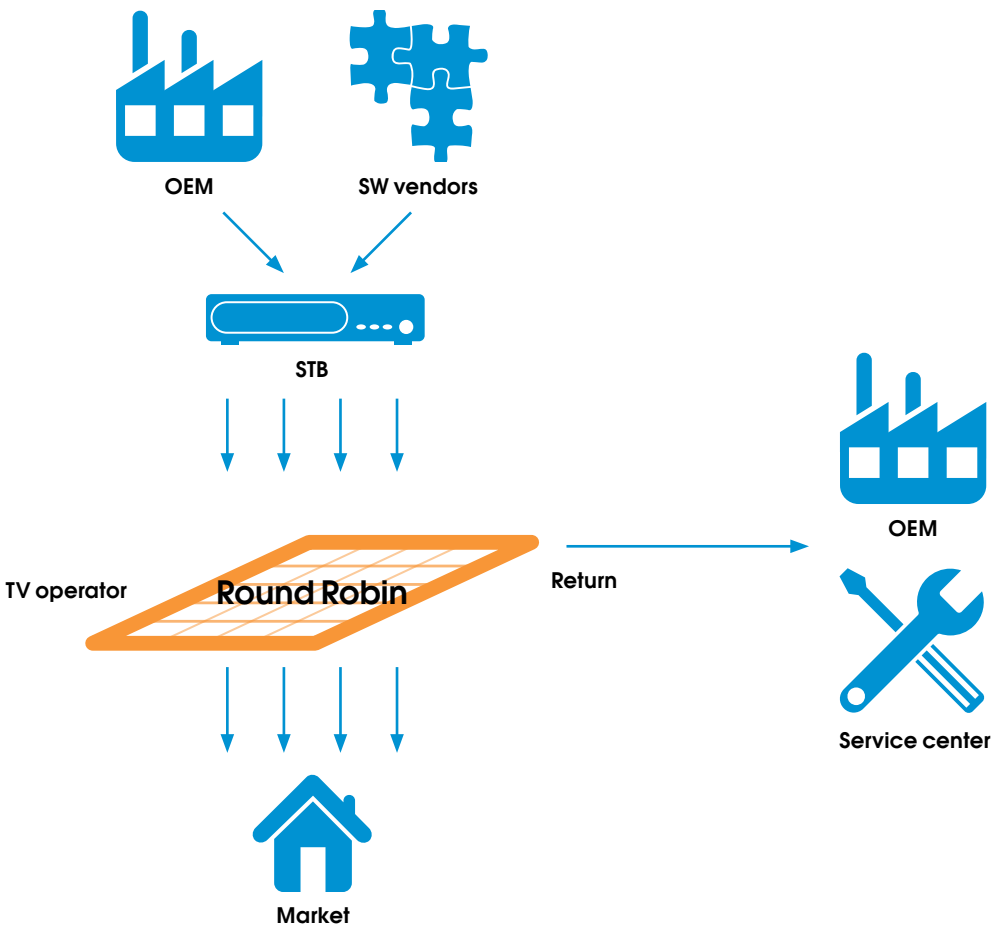 OEM
SW vendors
STB
OEM
TV operator
Round Robin
Return
Service center
Market